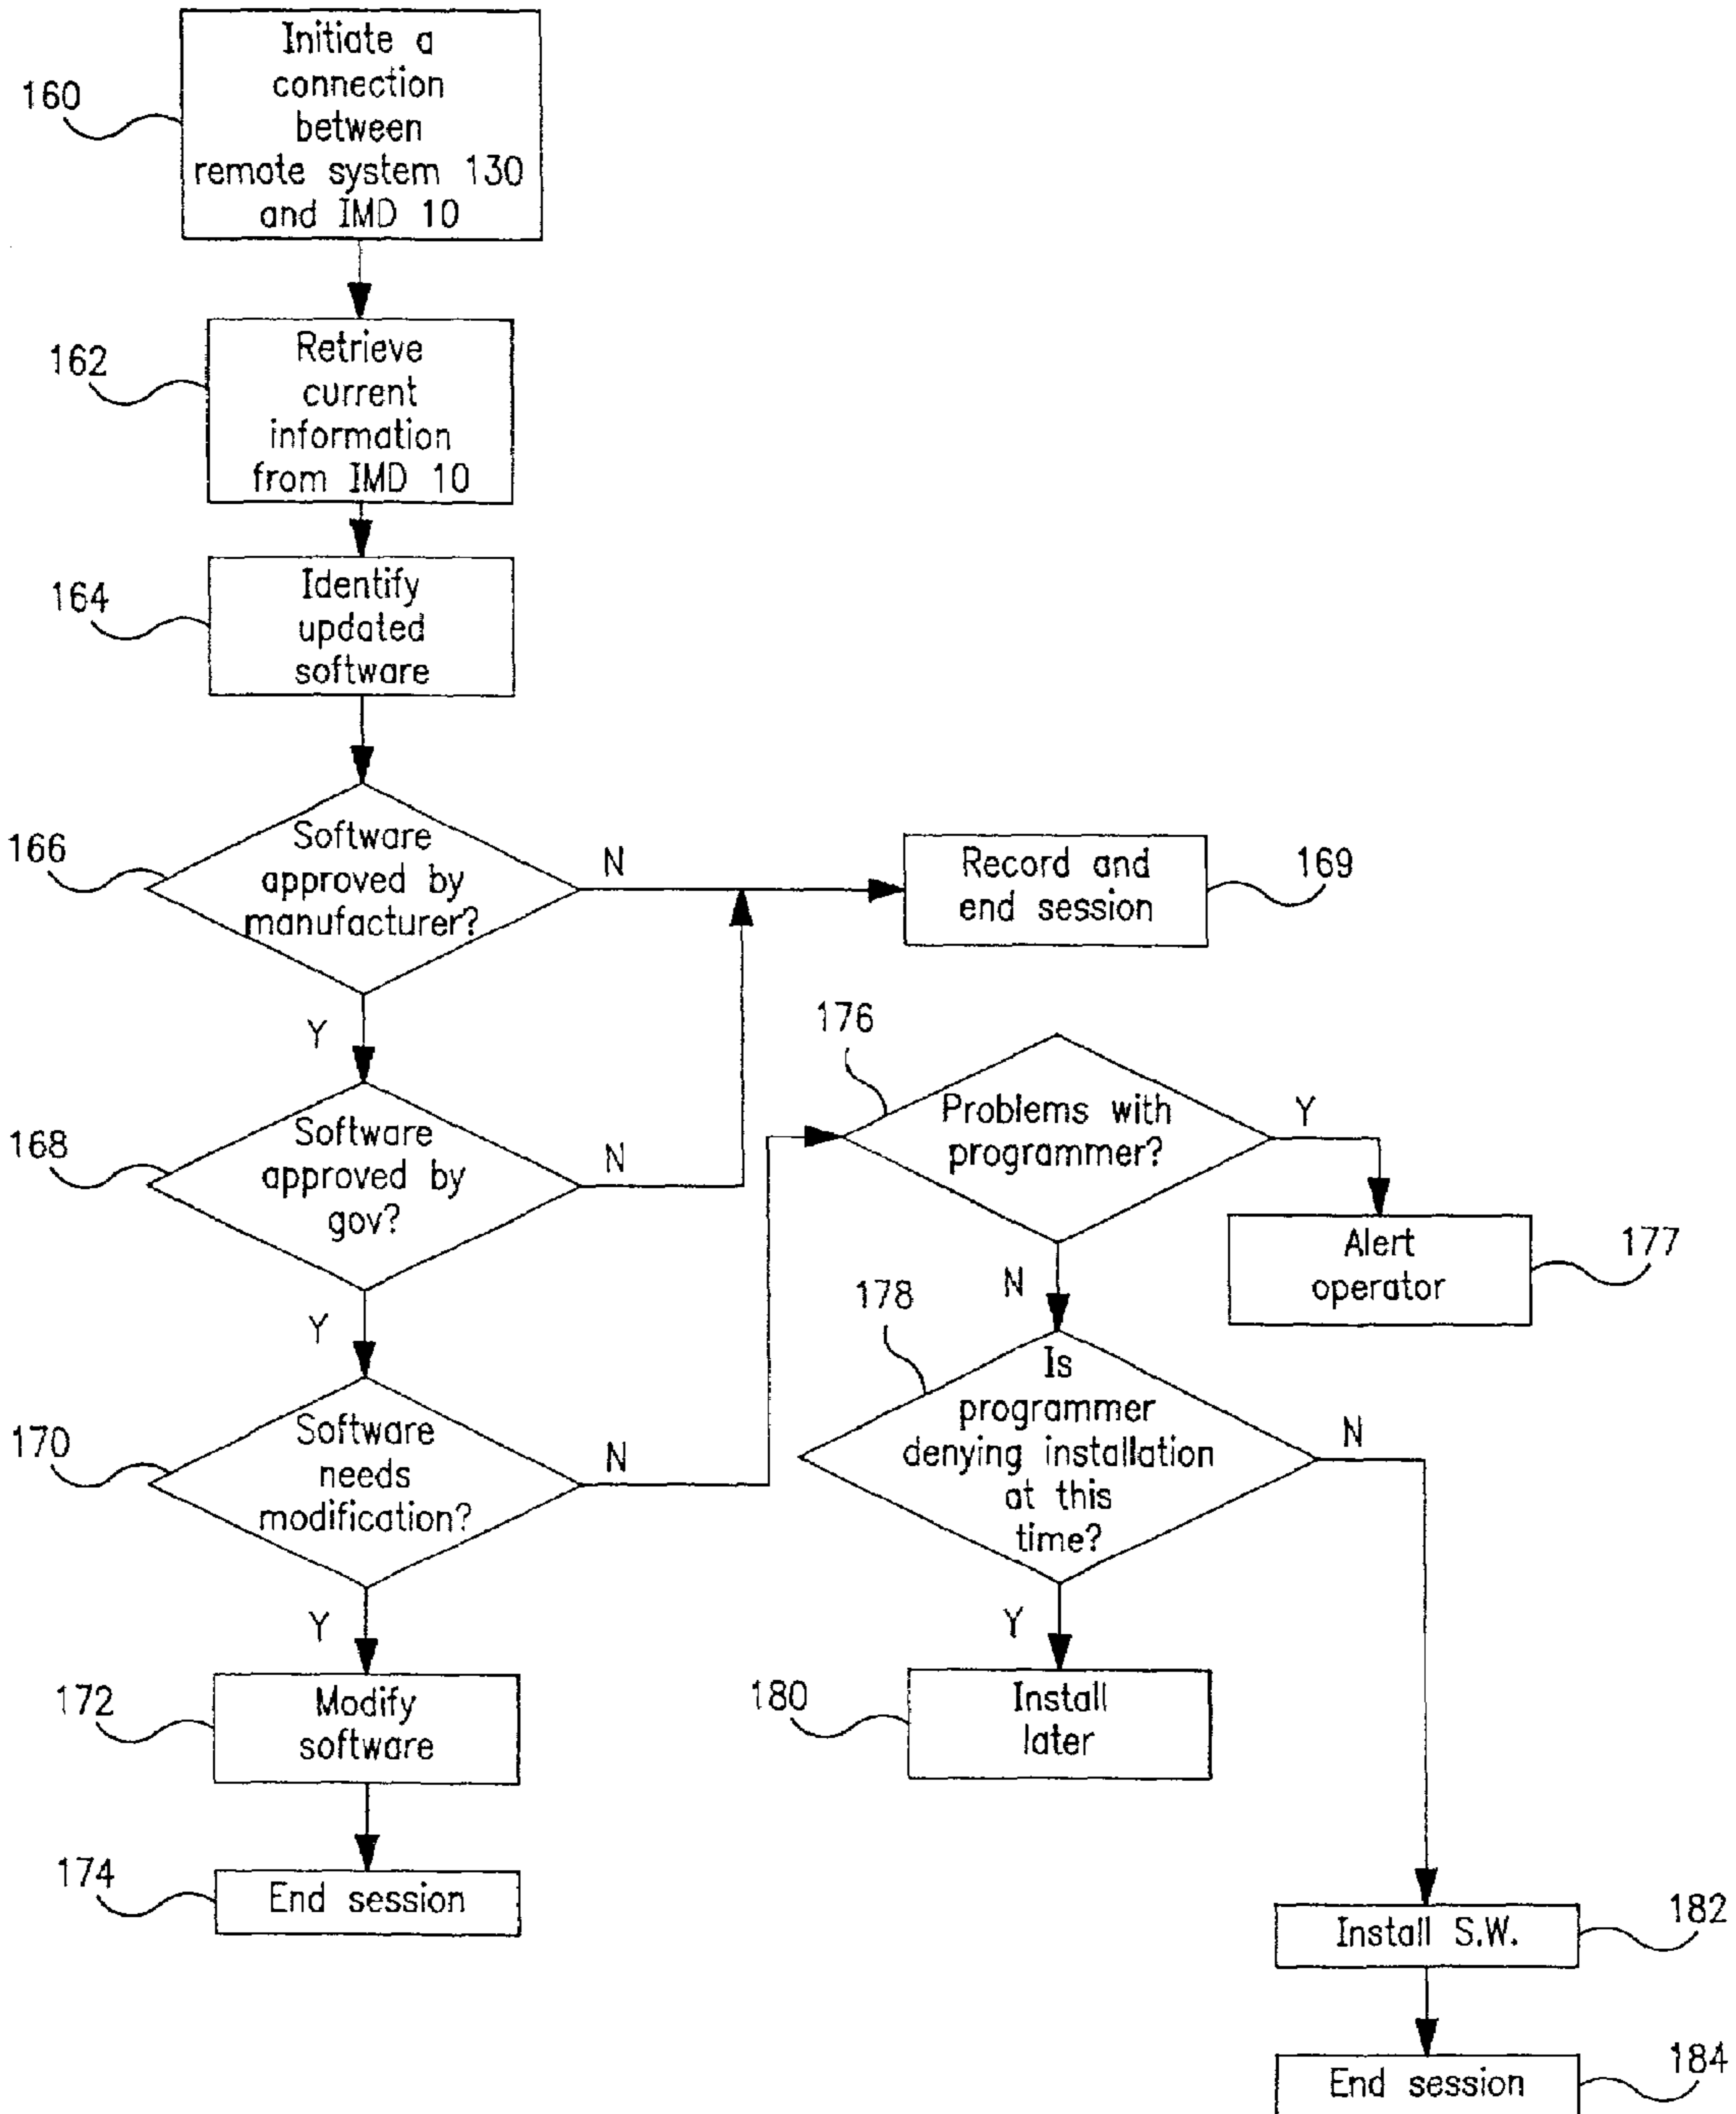 160
Initiate a
connection
between
remote system 130
and IMD 10
162
Retrieve
current
information
from IMD 10
164
Identify
updated
software
166
Software
approved by
manufacturer?
N
Y
Record and
end session
169
168
Software
approved by
gov?
N
Y
176
Problems with
programmer?
Y
N
Alert
operator
177
170
Software
needs
modification?
N
Y
178
Is
programmer
denying installation
at this
time?
N
Y
172
Modify
software
180
Install
later
174
End session
Install S.W.
182
End session
184